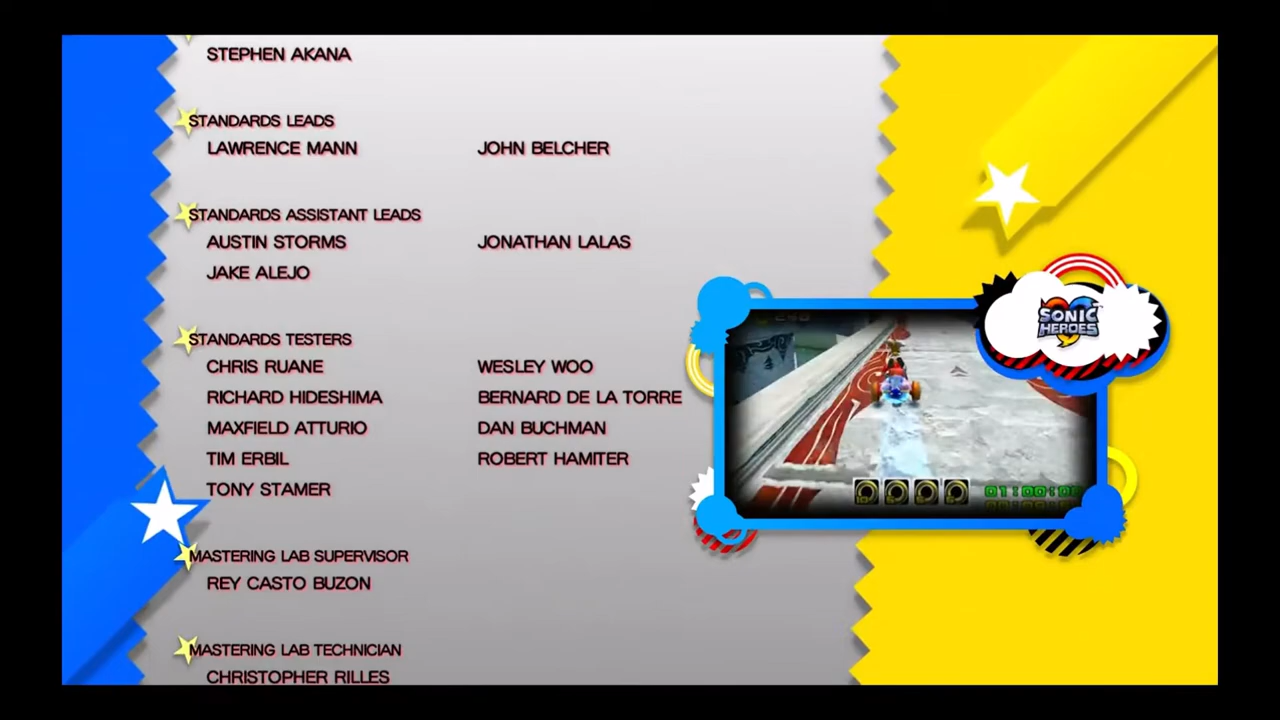 STEPHEN AKANA
STANDARDS LEADS
LAWRENCE MANN JOHN BELCHER
STANDARDS ASSISTANT LEADS
AUSTIN STORMS JONATHAN LALAS
JAKE ALEJO
STANDARDS TESTERS
CHRIS RUANE WESLEY WOO
RICHARD HIDESHIMA BERNARD DE LA TORRE
MAXFIELD ATTURIO DAN BUCHMAN
TIM ERBIL ROBERT HAMITER
TONY STAMER
MASTERING LAB SUPERVISOR
REY CASTO BUZON
MASTERING LAB TECHNICIAN
CHRISTOPHER RILLES
SONIC
HEROES